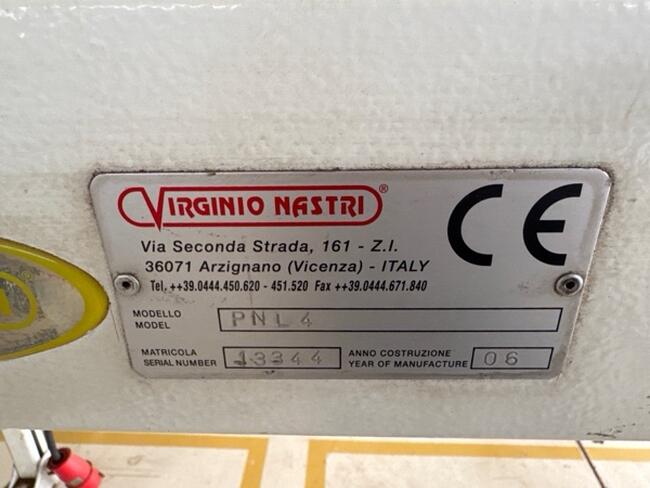 VIRGINIO NASTRI®
CE
Via Seconda Strada, 161 - Z.I.
36071 Arzignano (Vicenza) - ITALY
Tel. ++39.0444.450.620 - 451.520 Fax ++39.0444.671.840
MODELLO
MODEL
PNL4
MATRICOLA
SERIAL NUMBER
13344
ANNO COSTRUZIONE
YEAR OF MANUFACTURE
06